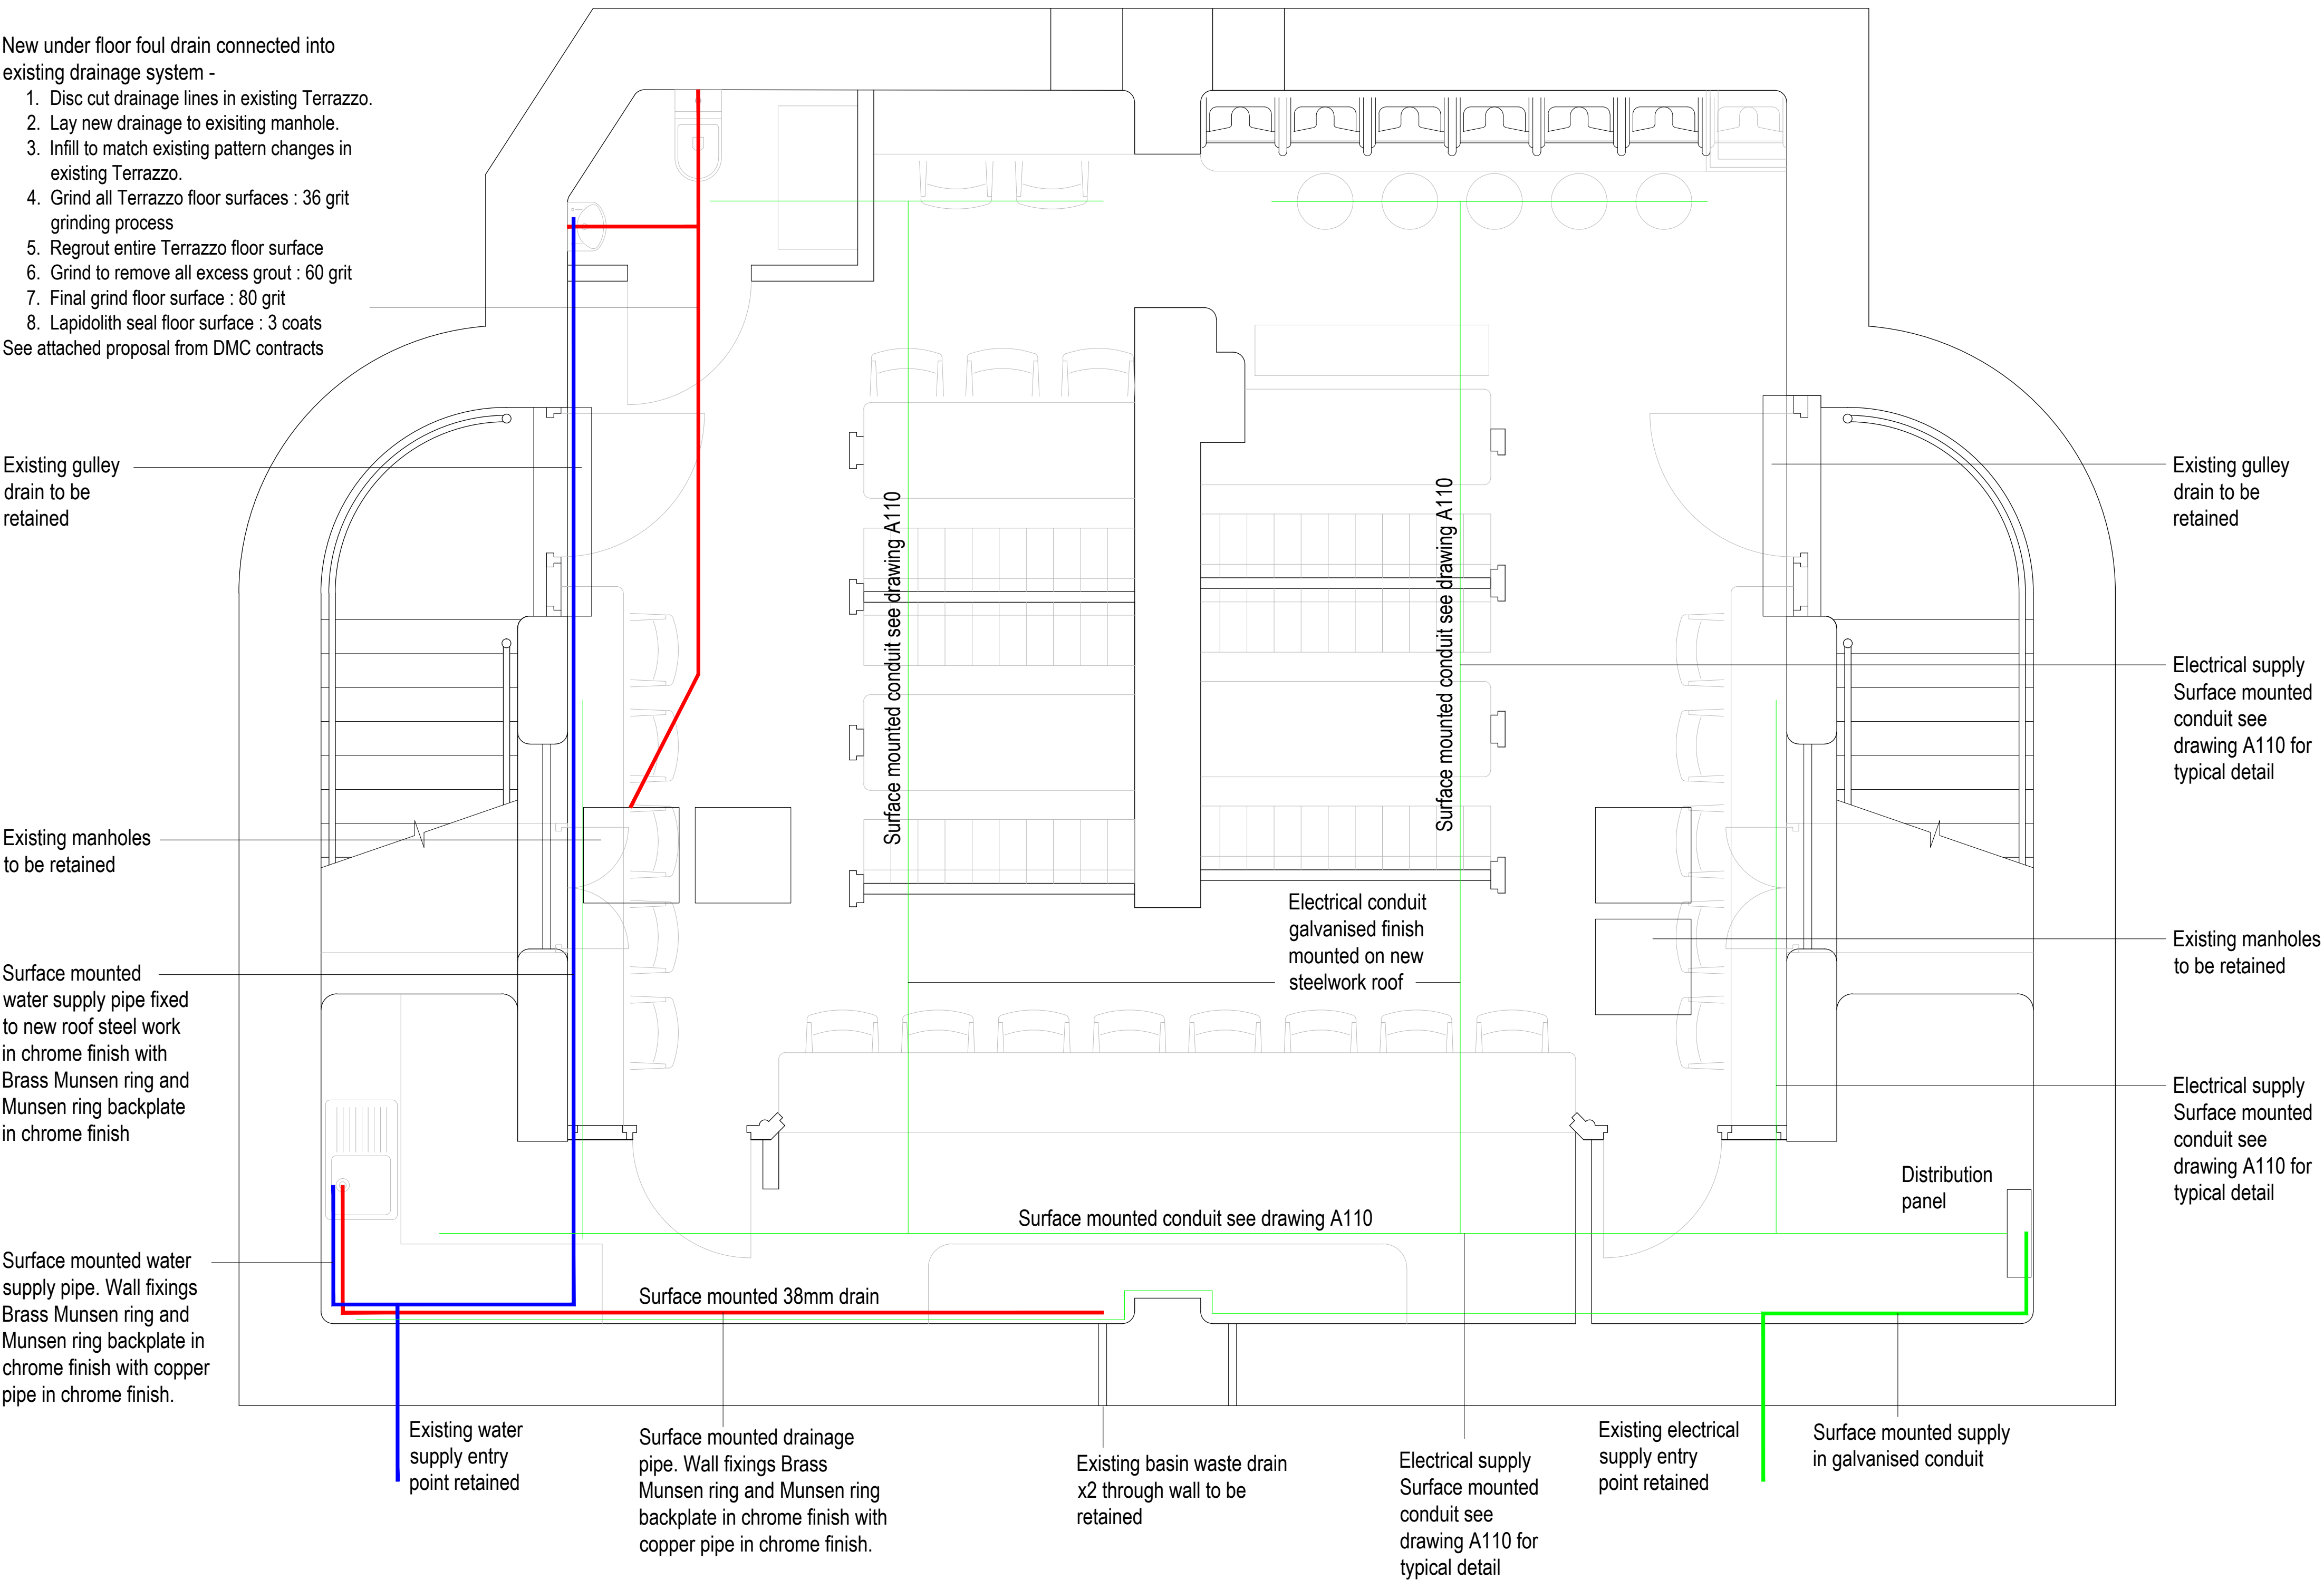 New under floor foul drain connected into
existing drainage system -
1. Disc cut drainage lines in existing Terrazzo.
2. Lay new drainage to exisiting manhole.
3. Infill to match existing pattern changes in
existing Terrazzo.
4. Grind all Terrazzo floor surfaces : 36 grit
grinding process
5. Regrout entire Terrazzo floor surface
6. Grind to remove all excess grout : 60 grit
7. Final grind floor surface : 80 grit
8. Lapidolith seal floor surface : 3 coats
See attached proposal from DMC contracts
Existing gulley
drain to be
retained
Existing manholes
to be retained
Surface mounted
water supply pipe fixed
to new roof steel work
in chrome finish with
Brass Munsen ring and
Munsen ring backplate
in chrome finish
Surface mounted water
supply pipe. Wall fixings
Brass Munsen ring and
Munsen ring backplate in
chrome finish with copper
pipe in chrome finish.
Surface mounted conduit see drawing A110
Surface mounted conduit see drawing A110
Electrical conduit
galvanised finish
mounted on new
steelwork roof
Surface mounted conduit see drawing A110
Surface mounted 38mm drain
Distribution
panel
Existing gulley
drain to be
retained
Electrical supply
Surface mounted
conduit see
drawing A110 for
typical detail
Existing manholes
to be retained
Electrical supply
Surface mounted
conduit see
drawing A110 for
typical detail
Existing water
supply entry
point retained
Surface mounted drainage
pipe. Wall fixings Brass
Munsen ring and Munsen ring
backplate in chrome finish with
copper pipe in chrome finish.
Existing basin waste drain
x2 through wall to be
retained
Electrical supply
Surface mounted
conduit see
drawing A110 for
typical detail
Existing electrical
supply entry
point retained
Surface mounted supply
in galvanised conduit